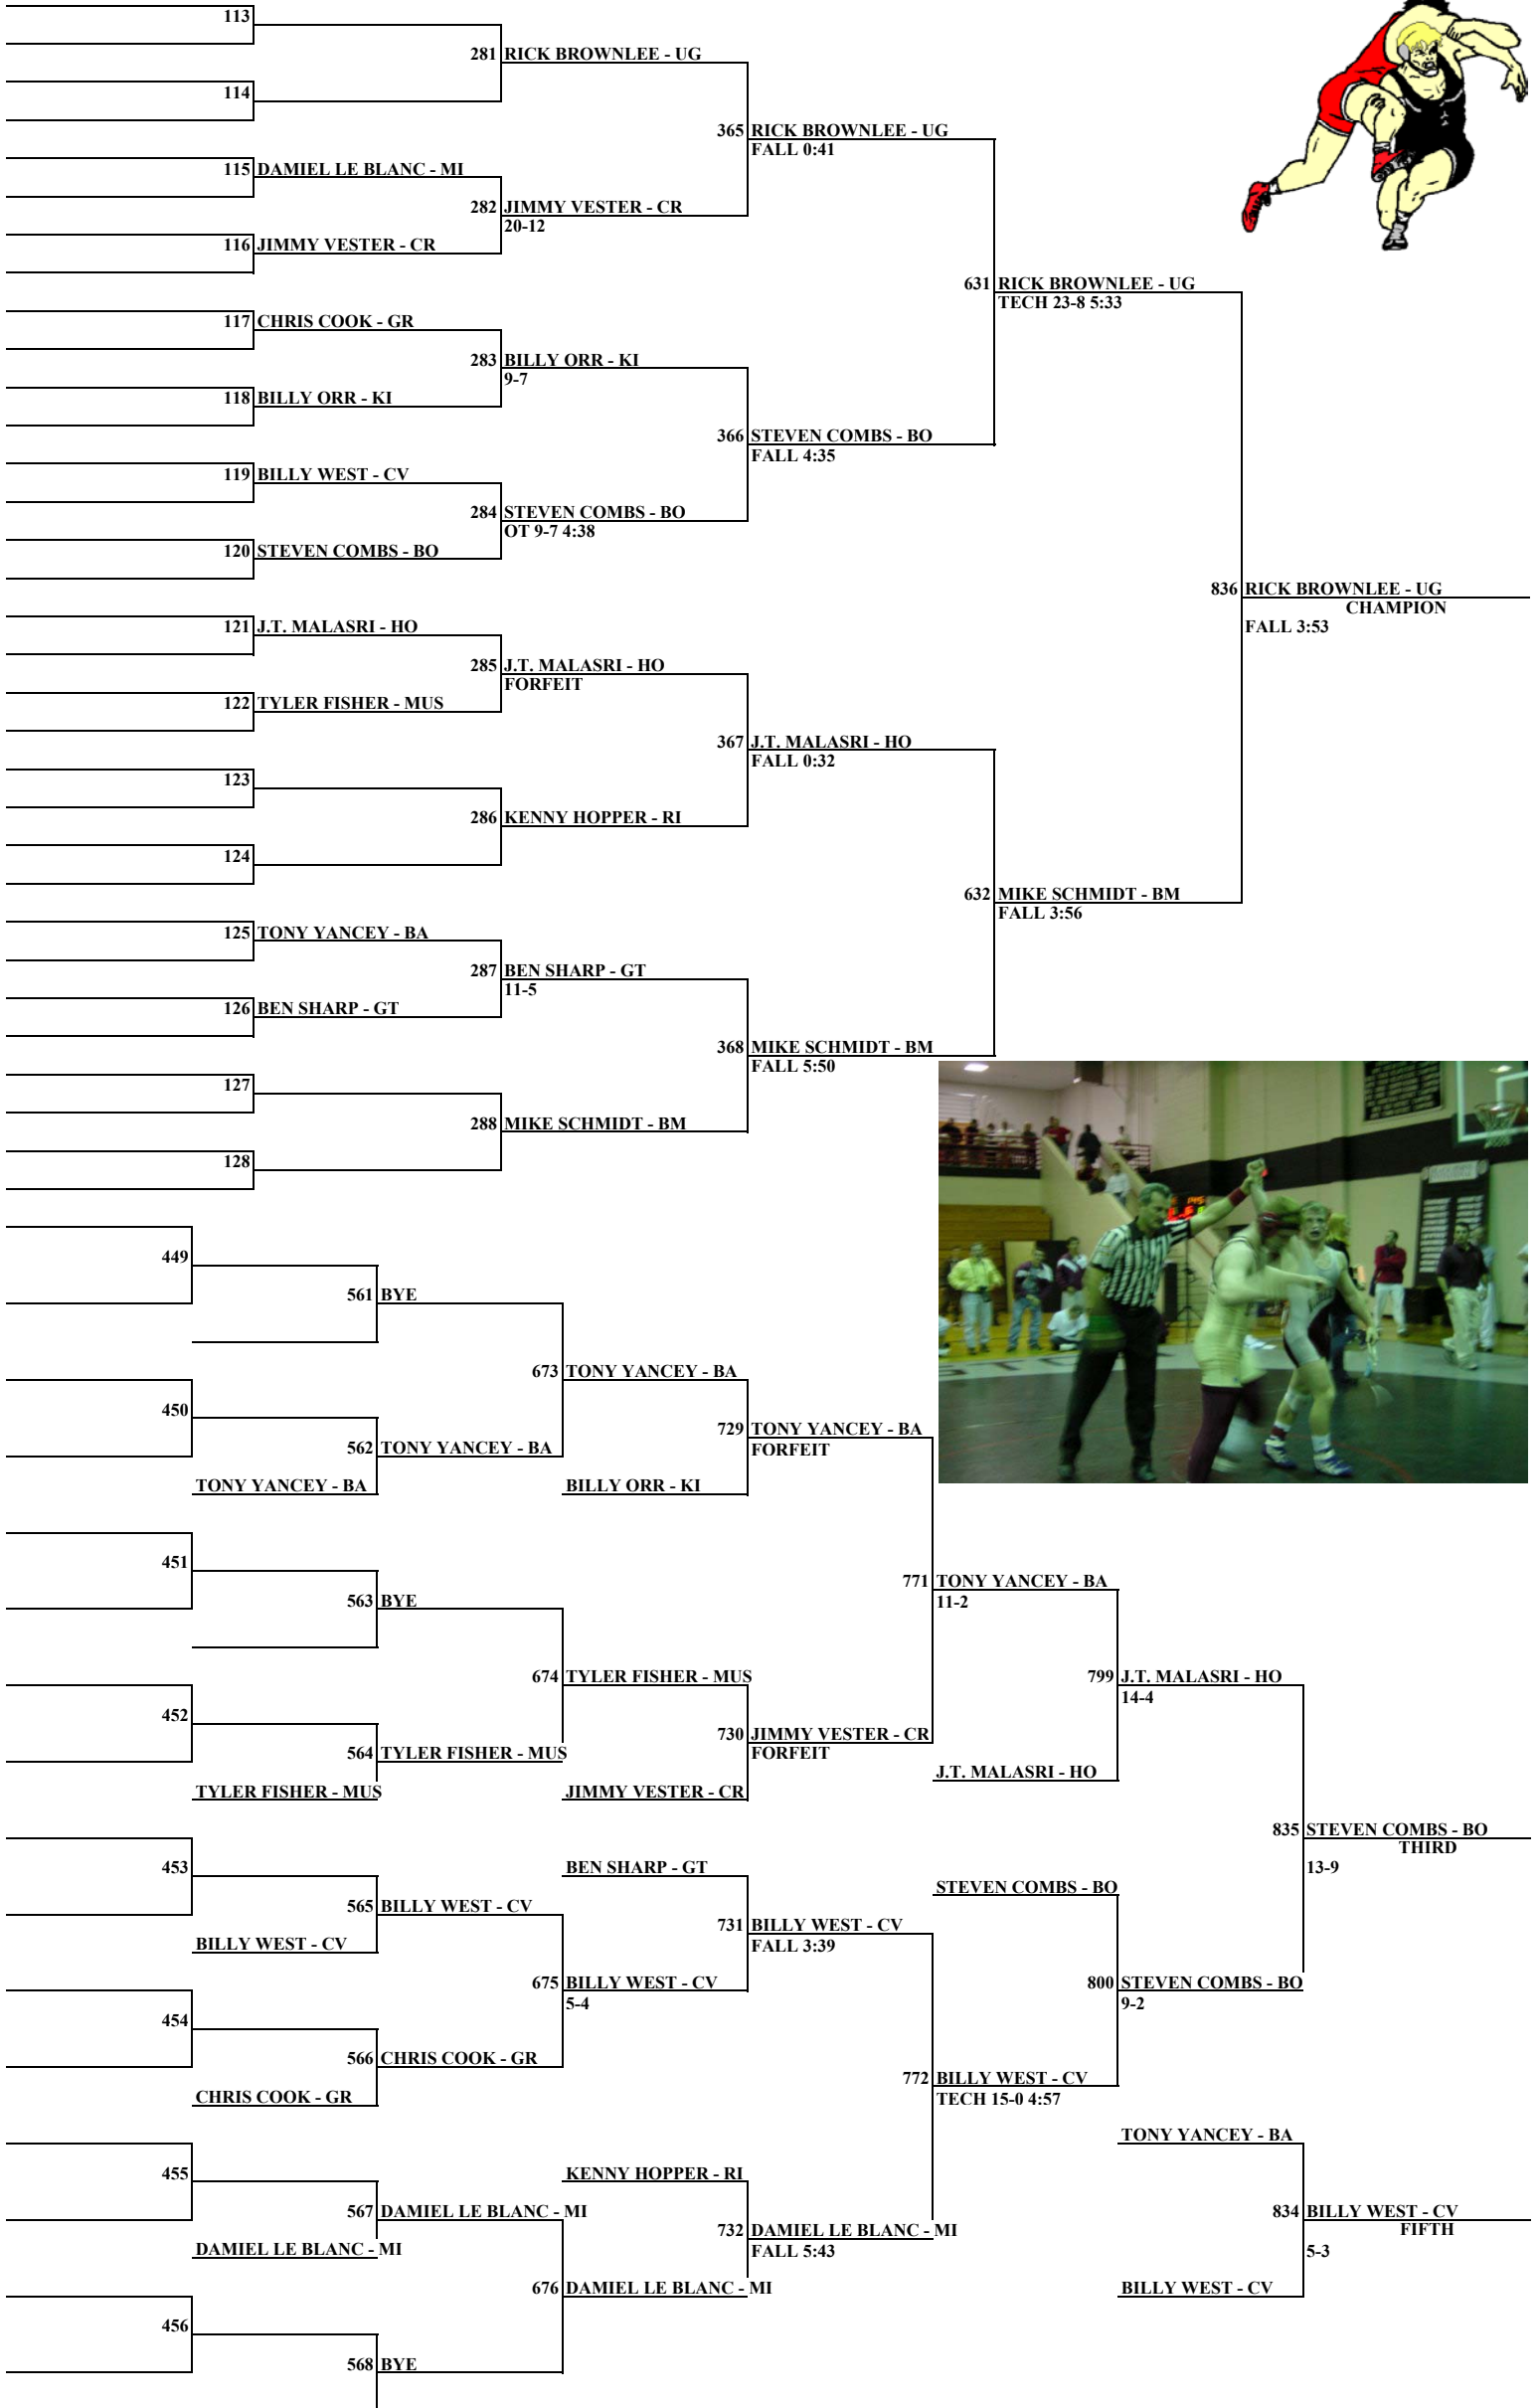 113
281 RICK BROWNLEE - UG
114
365 RICK BROWNLEE - UG
FALL 0:41
115 DAMIEL LE BLANC - MI
282 JIMMY VESTER - CR
20-12
116 JIMMY VESTER - CR
631 RICK BROWNLEE - UG
TECH 23-8 5:33
117 CHRIS COOK - GR
283 BILLY ORR - KI
9-7
118 BILLY ORR - KI
366 STEVEN COMBS - BO
FALL 4:35
119 BILLY WEST - CV
284 STEVEN COMBS - BO
OT 9-7 4:38
120 STEVEN COMBS - BO
836 RICK BROWNLEE - UG
CHAMPION
FALL 3:53
121 J.T. MALASRI - HO
285 J.T. MALASRI - HO
FORFEIT
122 TYLER FISHER - MUS
367 J.T. MALASRI - HO
FALL 0:32
123
286 KENNY HOPPER - RI
124
632 MIKE SCHMIDT - BM
FALL 3:56
125 TONY YANCEY - BA
287 BEN SHARP - GT
11-5
126 BEN SHARP - GT
368 MIKE SCHMIDT - BM
FALL 5:50
127
288 MIKE SCHMIDT - BM
128
449
561 BYE
673 TONY YANCEY - BA
450
729 TONY YANCEY - BA
FORFEIT
562 TONY YANCEY - BA
TONY YANCEY - BA
BILLY ORR - KI
451
771 TONY YANCEY - BA
11-2
563 BYE
674 TYLER FISHER - MUS
799 J.T. MALASRI - HO
14-4
452
730 JIMMY VESTER - CR
FORFEIT
564 TYLER FISHER - MUS
J.T. MALASRI - HO
TYLER FISHER - MUS
JIMMY VESTER - CR
835 STEVEN COMBS - BO
THIRD
13-9
453
BEN SHARP - GT
STEVEN COMBS - BO
565 BILLY WEST - CV
731 BILLY WEST - CV
FALL 3:39
BILLY WEST - CV
675 BILLY WEST - CV
5-4
800 STEVEN COMBS - BO
9-2
454
566 CHRIS COOK - GR
772 BILLY WEST - CV
TECH 15-0 4:57
CHRIS COOK - GR
TONY YANCEY - BA
455
KENNY HOPPER - RI
567 DAMIEL LE BLANC - MI
834 BILLY WEST - CV
FIFTH
5-3
732 DAMIEL LE BLANC - MI
FALL 5:43
DAMIEL LE BLANC - MI
676 DAMIEL LE BLANC - MI
BILLY WEST - CV
456
568 BYE